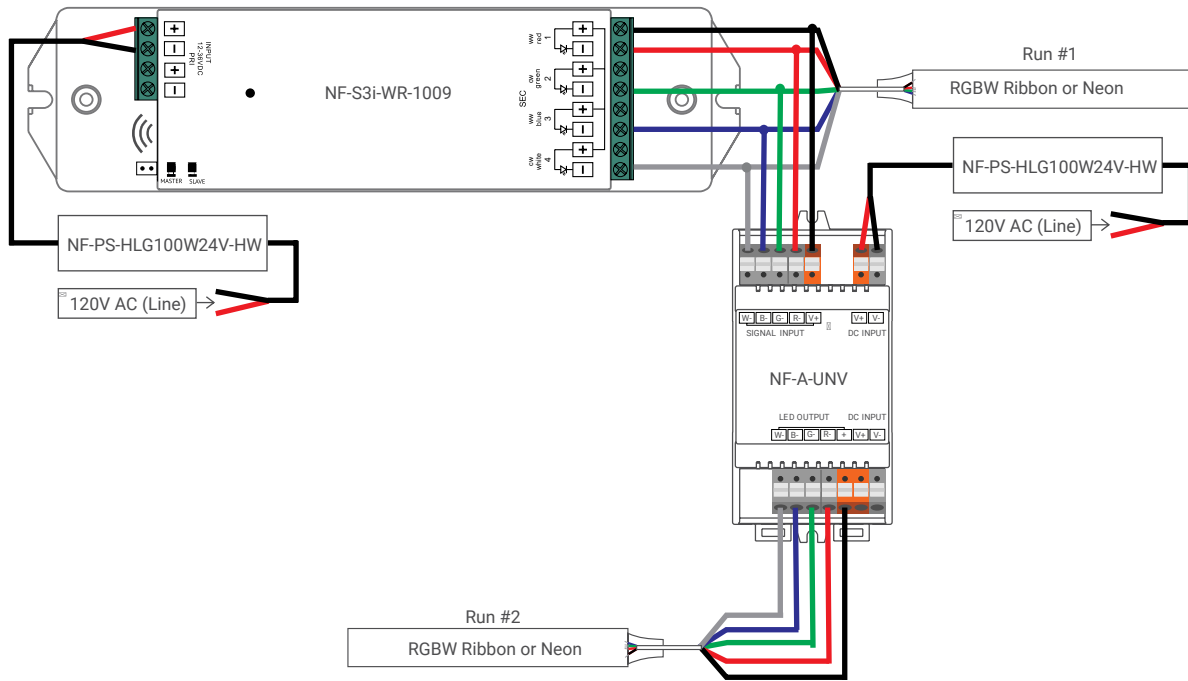 +
−
+
−
INPUT
12-36VDC
PRI
NF-S3i-WR-1009
SEC
ww
red
1
+
−
cw
green
2
+
−
ww
blue
3
+
−
cw
white
4
+
−
MASTER
SLAVE
Run #1
RGBW Ribbon or Neon
NF-PS-HLG100W24V-HW
120V AC (Line)
NF-PS-HLG100W24V-HW
120V AC (Line)
W- B- G- R- V+ V+ V-
SIGNAL INPUT DC INPUT
NF-A-UNV
LED OUTPUT DC INPUT
W- B- G- R- + V+ V-
Run #2
RGBW Ribbon or Neon